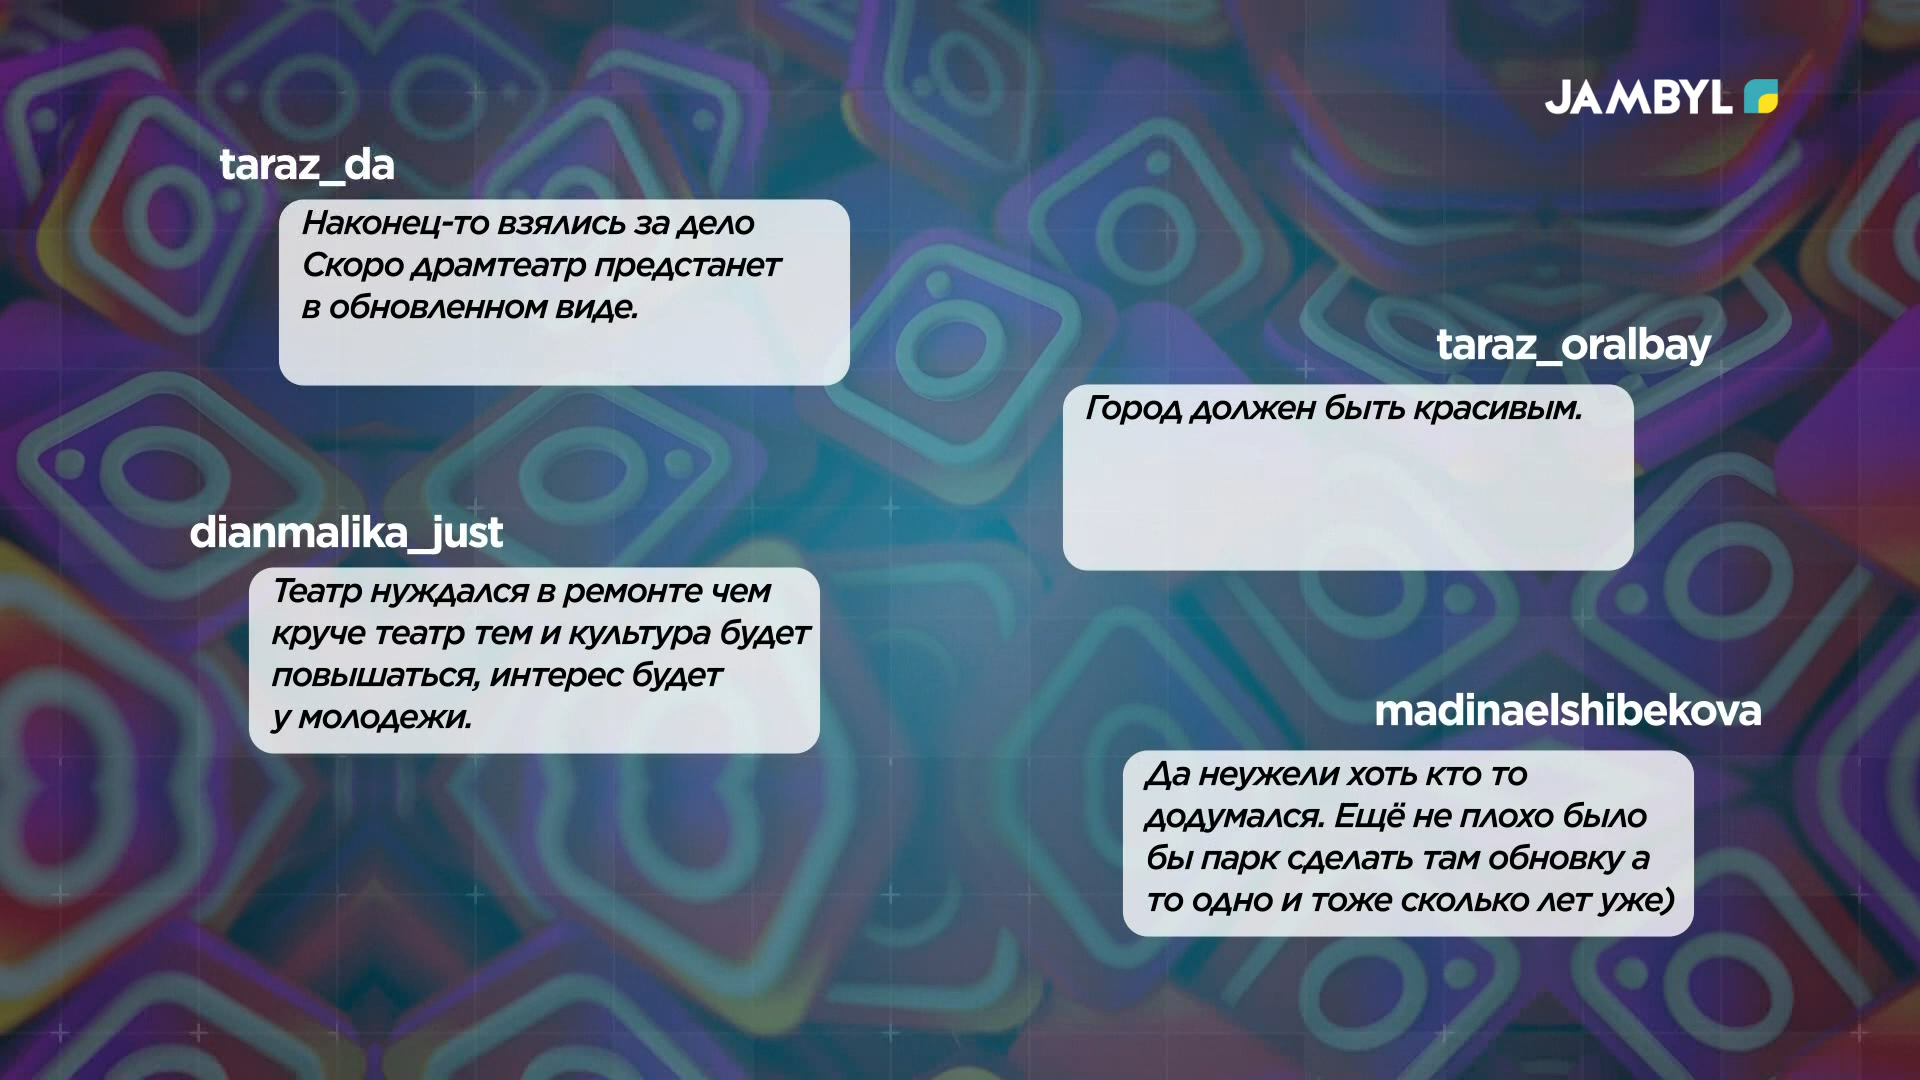 JAMBYL
taraz_da
Наконец-то взялись за дело
Скоро драмтеатр предстанет
в обновленном виде.
taraz_oralbay
Город должен быть красивым.
dianmalika_just
Театр нуждался в ремонте чем
круче театр тем и культура будет
повышаться, интерес будет
у молодежи.
madinaelshibekova
Да неужели хоть кто то
додумался. Ещё не плохо было
бы парк сделать там обновку а
то одно и тоже сколько лет уже)